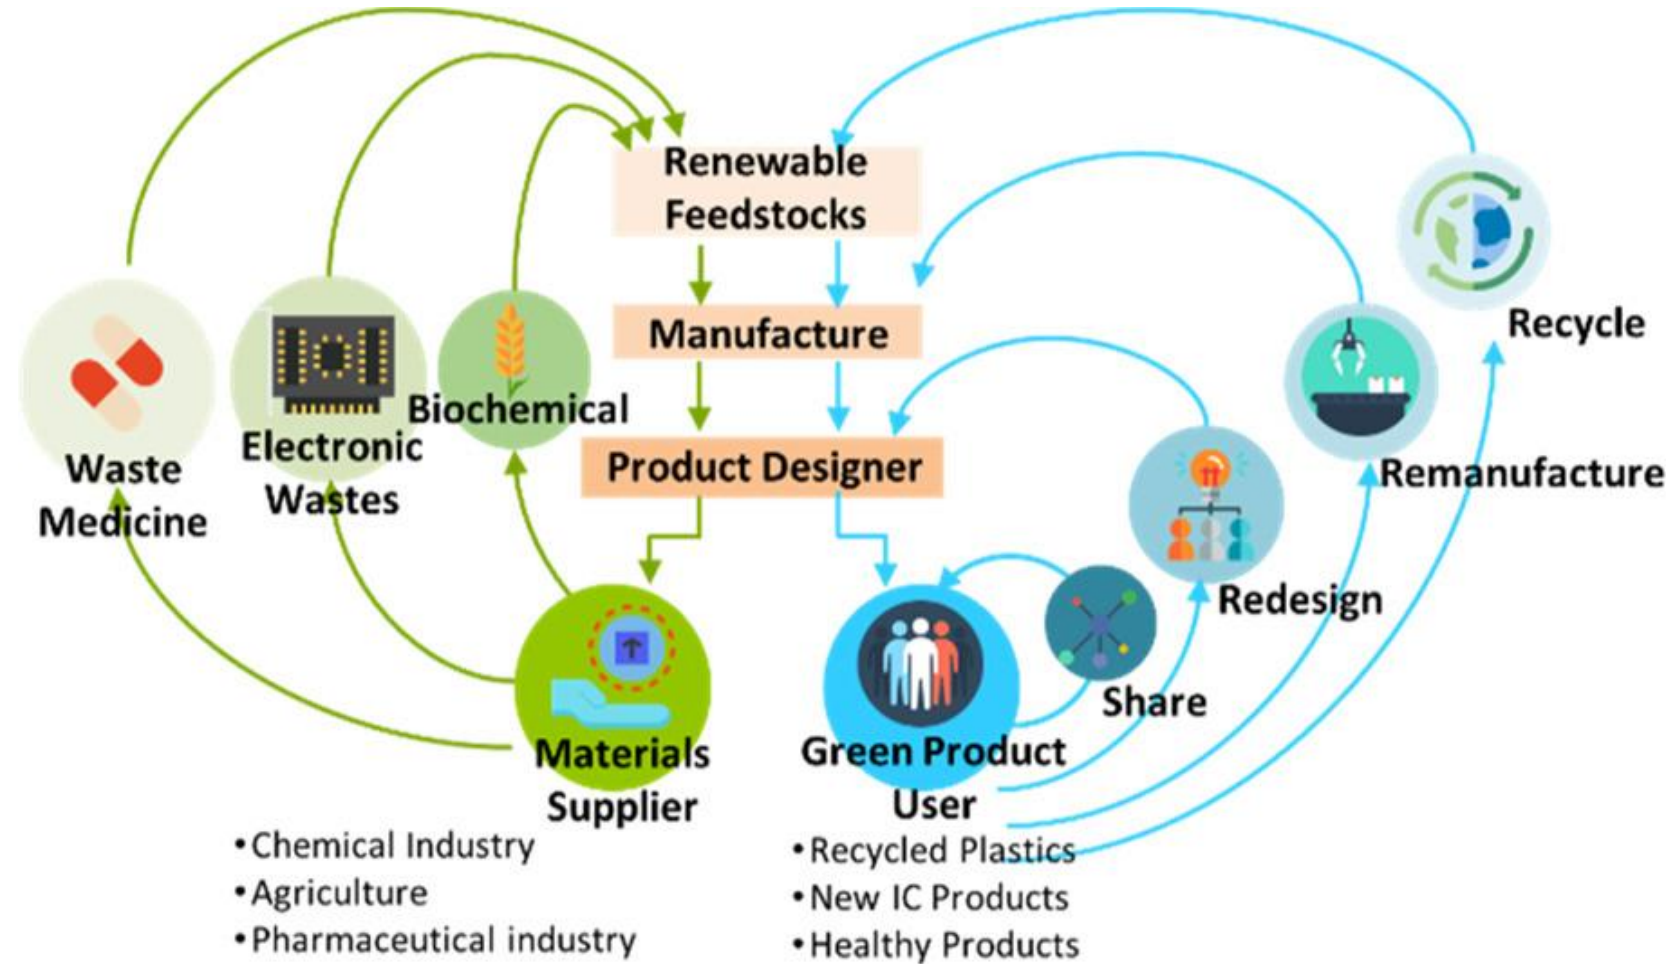 Renewable
Feedstocks
Manufacture
Product Designer
Waste
Medicine
Electronic
Wastes
Biochemical
Materials
Supplier
• Chemical Industry
• Agriculture
• Pharmaceutical industry
Recycle
Remanufacture
Redesign
Share
Green Product
User
• Recycled Plastics
• New IC Products
• Healthy Products